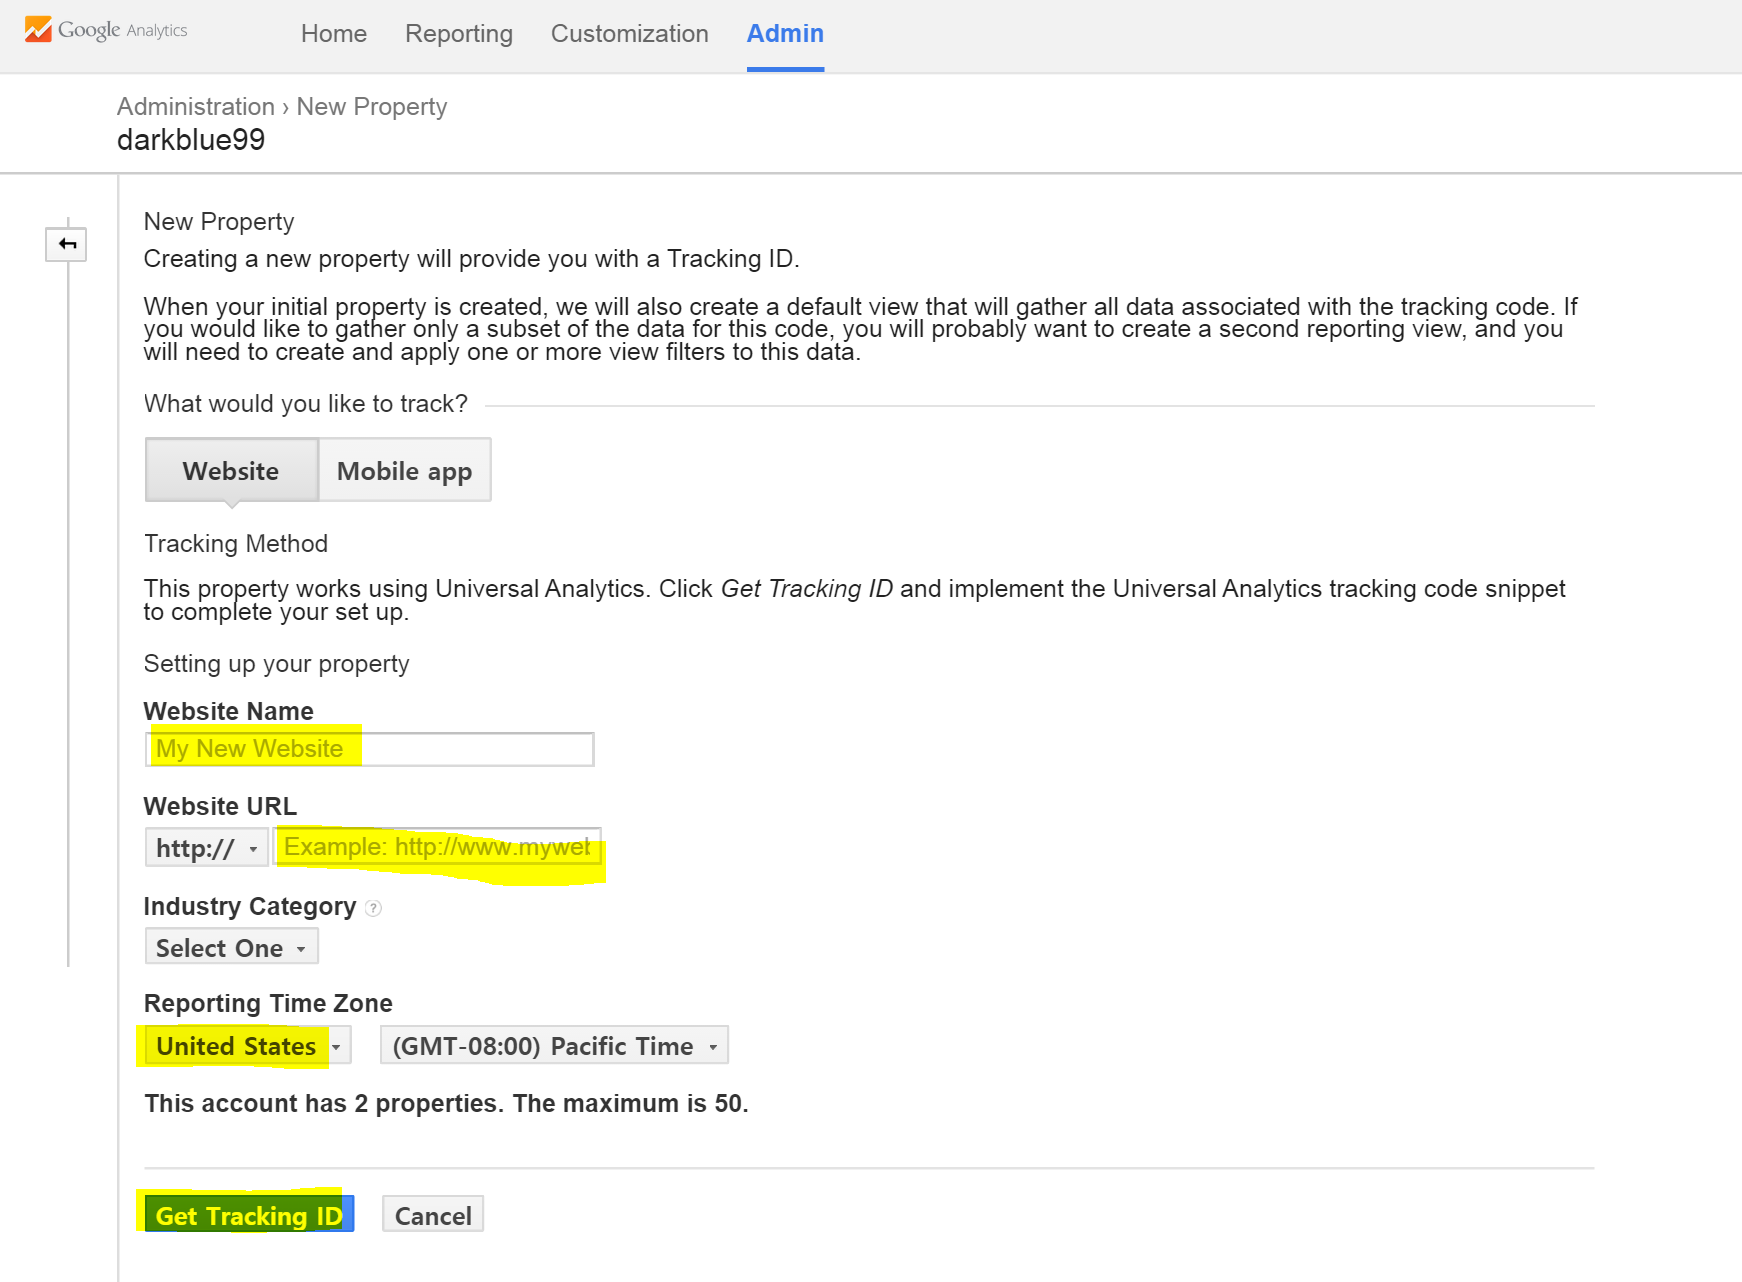 Google Analytics
Home Reporting Customization Admin
Administration › New Property
darkblue99
New Property
Creating a new property will provide you with a Tracking ID.
When your initial property is created, we will also create a default view that will gather all data associated with the tracking code. If
you would like to gather only a subset of the data for this code, you will probably want to create a second reporting view, and you
will need to create and apply one or more view filters to this data.
What would you like to track?
Website Mobile app
Tracking Method
This property works using Universal Analytics. Click Get Tracking ID and implement the Universal Analytics tracking code snippet
to complete your set up.
Setting up your property
Website Name
My New Website
Website URL
http:// Example: http://www.myweb
Industry Category ?
Select One
Reporting Time Zone
United States (GMT-08:00) Pacific Time
This account has 2 properties. The maximum is 50.
Get Tracking ID Cancel